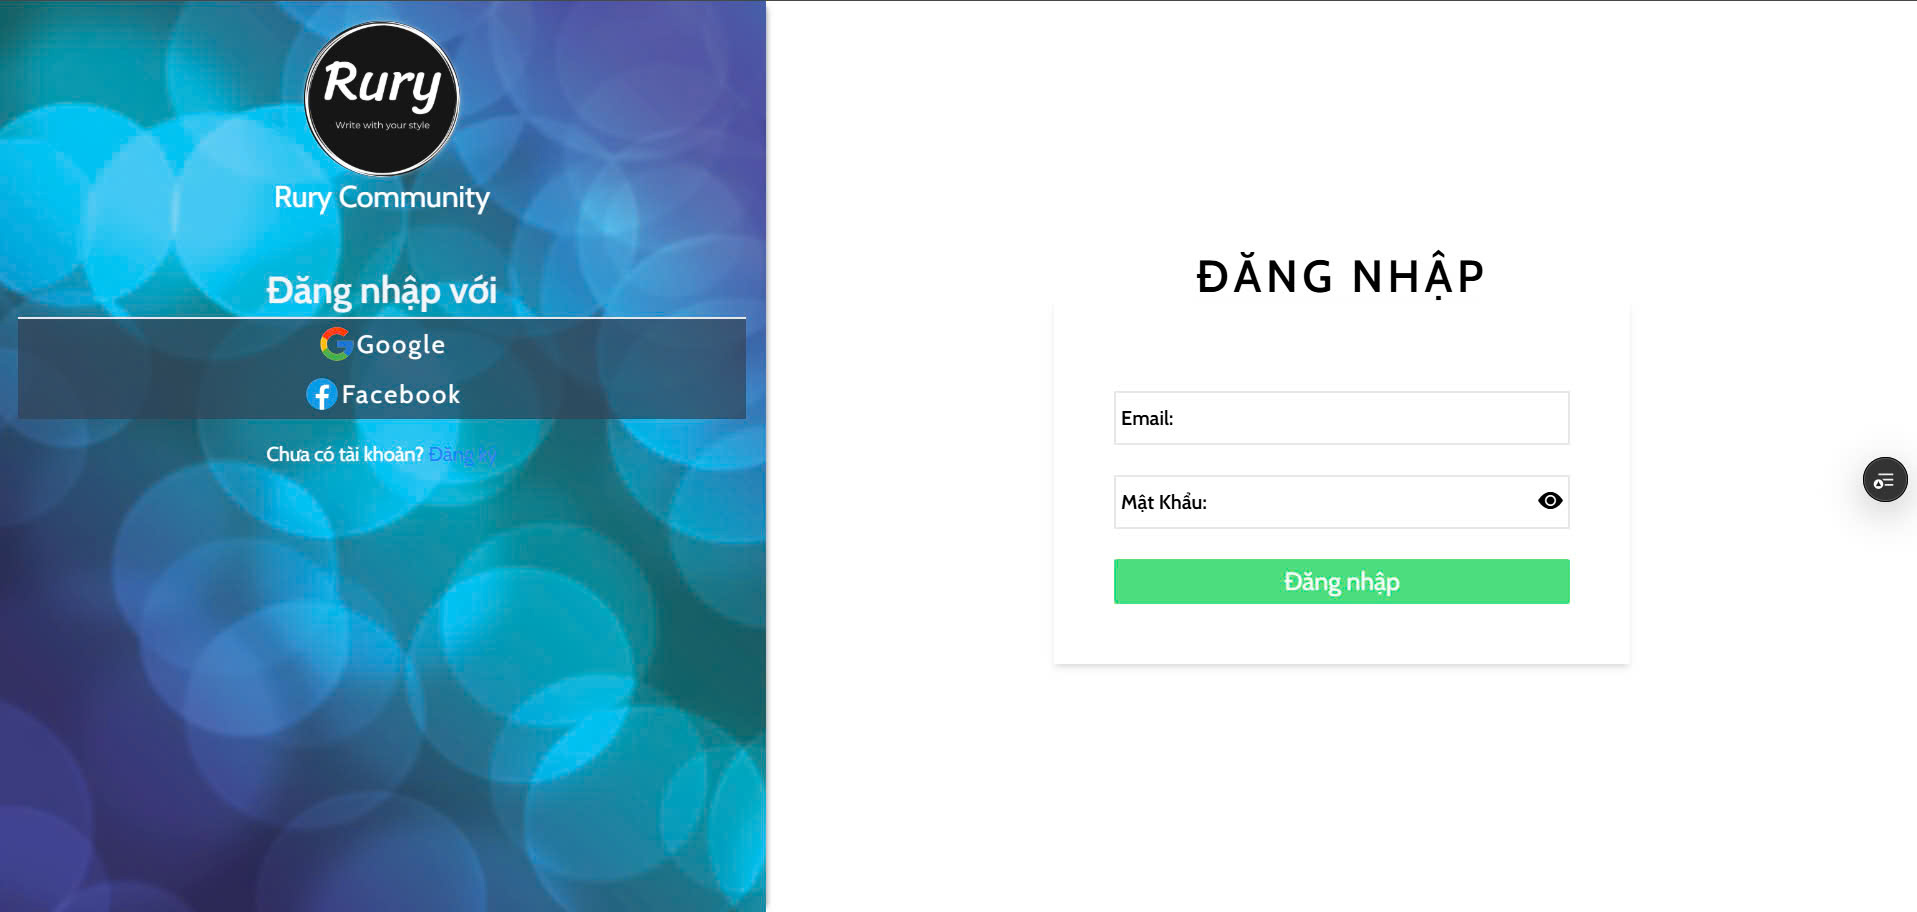 Rury
Write with your style
Rury Community
Đăng nhập với
Google
Facebook
Chưa có tài khoản? Đăng ký
ĐĂNG NHẬP
Email:
Mật Khẩu:
Đăng nhập